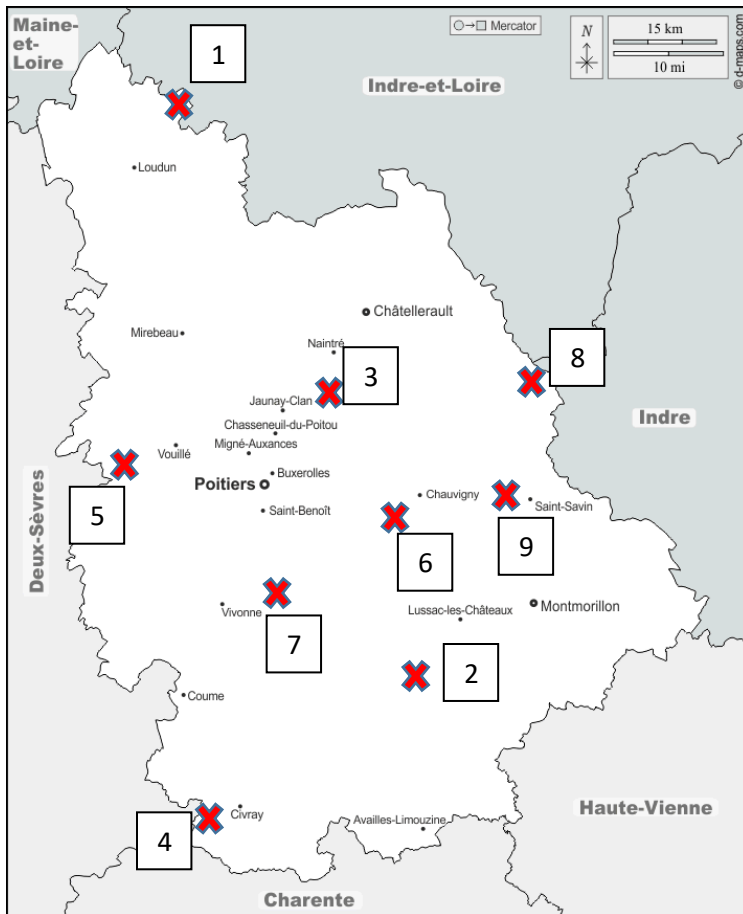 Maine-
et-
Loire
1
Mercator
N
15 km
10 mi
© d-maps.com
Indre-et-Loire
Loudun
Châtellerault
Mirebeau
Naintré
3
8
Jaunay-Clan
Chasseneuil-du-Poitou
Migné-Auxances
Vouillé
Indre
Buxerolles
Poitiers
Chauvigny
Saint-Savin
5
Saint-Benoît
6
9
Deux-Sèvres
Vivonne
Lussac-les-Châteaux
Montmorillon
7
2
Coume
Haute-Vienne
Civray
Availles-Limouzine
4
Charente